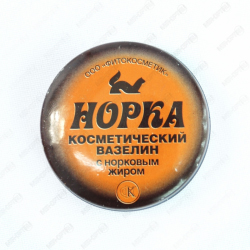 ООО «ФИТОКОСМЕТИК»
НОРКА
КОСМЕТИЧЕСКИЙ
ВАЗЕЛИН
С НОРКОВЫМ
ЖИРОМ
К